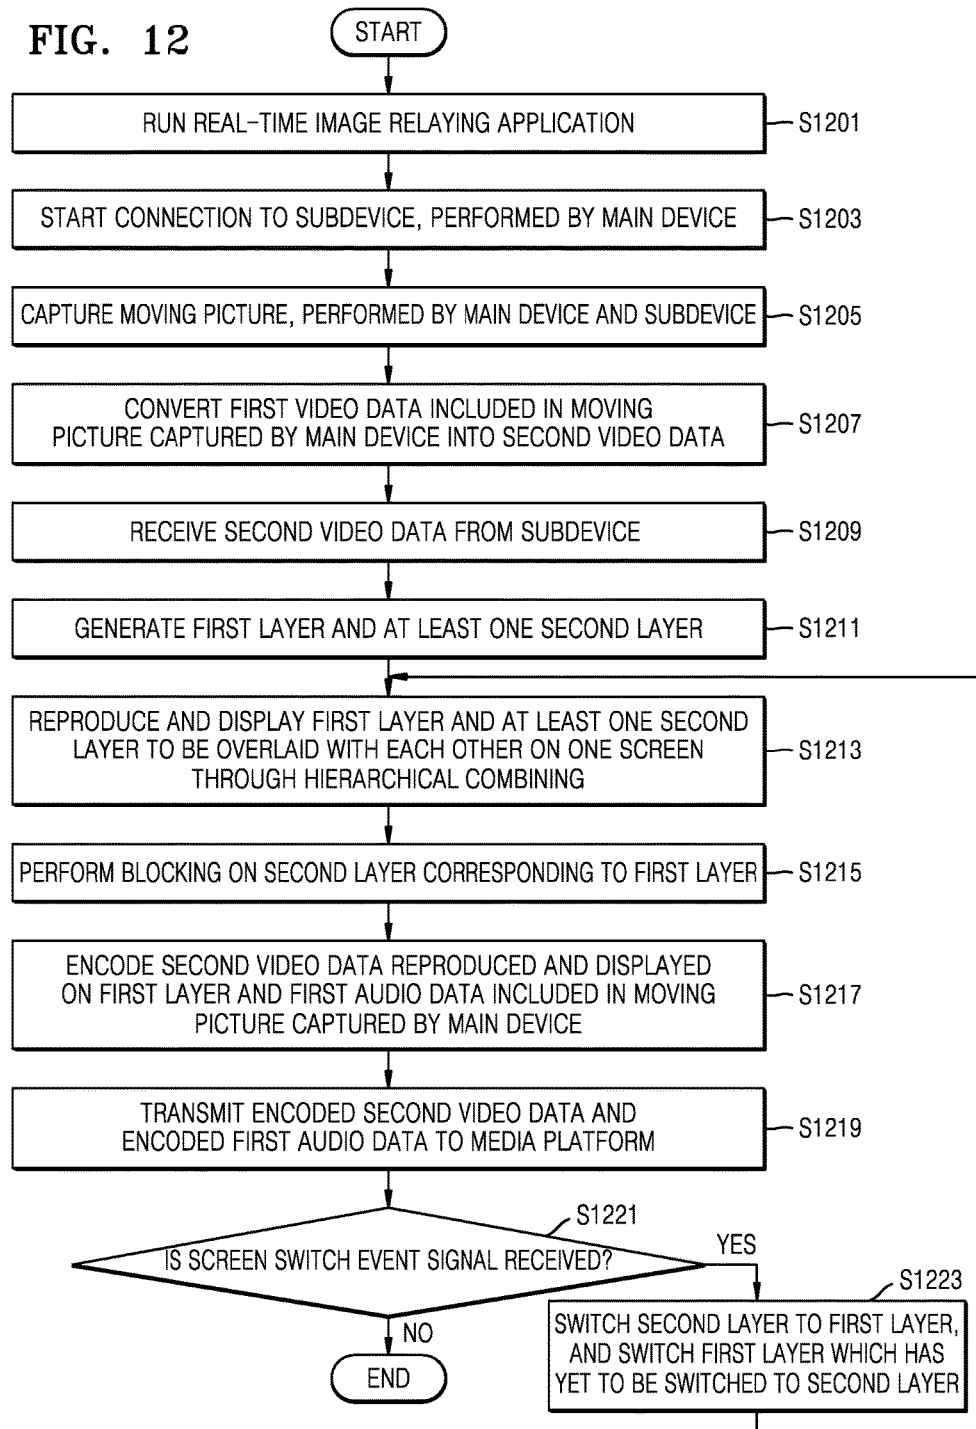 FIG. 12
START
RUN REAL-TIME IMAGE RELAYING APPLICATION
S1201
START CONNECTION TO SUBDEVICE, PERFORMED BY MAIN DEVICE
S1203
CAPTURE MOVING PICTURE, PERFORMED BY MAIN DEVICE AND SUBDEVICE
S1205
CONVERT FIRST VIDEO DATA INCLUDED IN MOVING
PICTURE CAPTURED BY MAIN DEVICE INTO SECOND VIDEO DATA
S1207
RECEIVE SECOND VIDEO DATA FROM SUBDEVICE
S1209
GENERATE FIRST LAYER AND AT LEAST ONE SECOND LAYER
S1211
REPRODUCE AND DISPLAY FIRST LAYER AND AT LEAST ONE SECOND
LAYER TO BE OVERLAID WITH EACH OTHER ON ONE SCREEN
THROUGH HIERARCHICAL COMBINING
S1213
PERFORM BLOCKING ON SECOND LAYER CORRESPONDING TO FIRST LAYER
S1215
ENCODE SECOND VIDEO DATA REPRODUCED AND DISPLAYED
ON FIRST LAYER AND FIRST AUDIO DATA INCLUDED IN MOVING
PICTURE CAPTURED BY MAIN DEVICE
S1217
TRANSMIT ENCODED SECOND VIDEO DATA AND
ENCODED FIRST AUDIO DATA TO MEDIA PLATFORM
S1219
S1221
IS SCREEN SWITCH EVENT SIGNAL RECEIVED?
YES
S1223
SWITCH SECOND LAYER TO FIRST LAYER,
AND SWITCH FIRST LAYER WHICH HAS
YET TO BE SWITCHED TO SECOND LAYER
NO
END